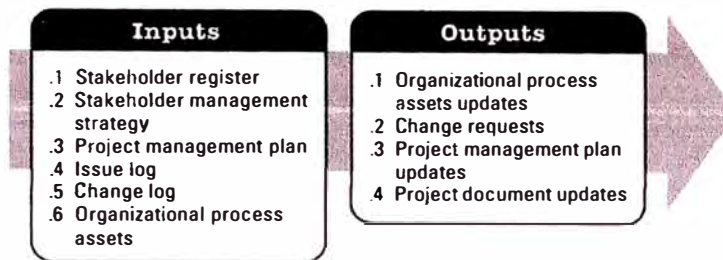 Inputs
.1 Stakeholder register
.2 Stakeholder management
strategy
.3 Project management plan
.4 Issue log
.5 Change log
.6 Organizational process
assets
Outputs
.1 Organizational process
assets updates
.2 Change requests
.3 Project management plan
updates
.4 Project document updates